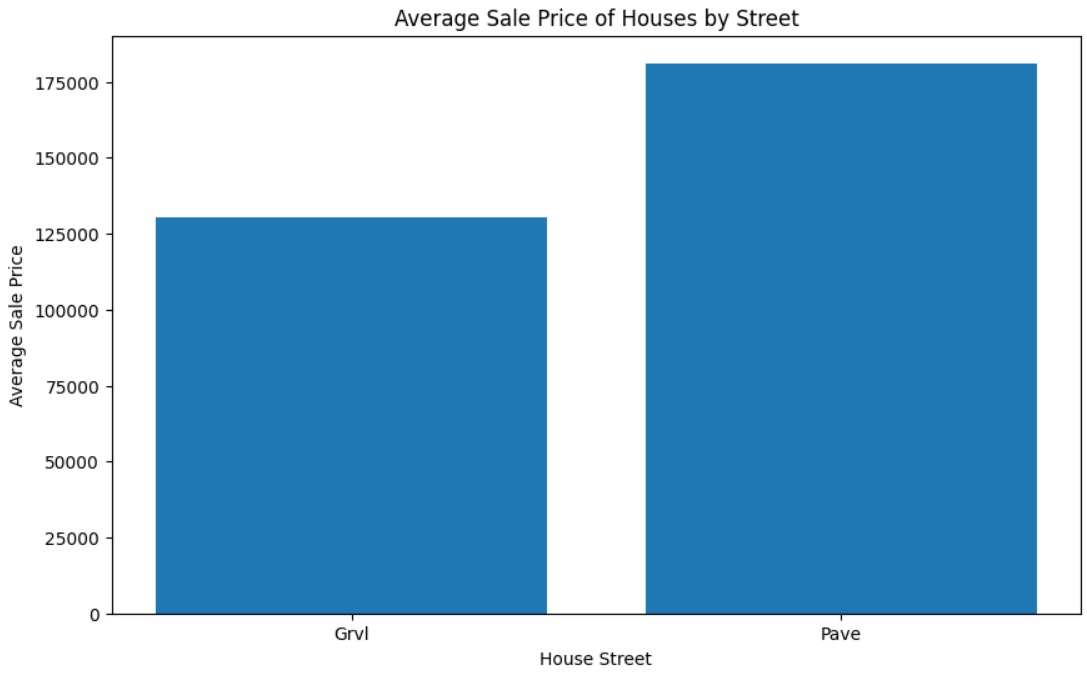 Average Sale Price of Houses by Street
Average Sale Price
175000
150000
125000
100000
75000
50000
25000
0
Grvl Pave
House Street